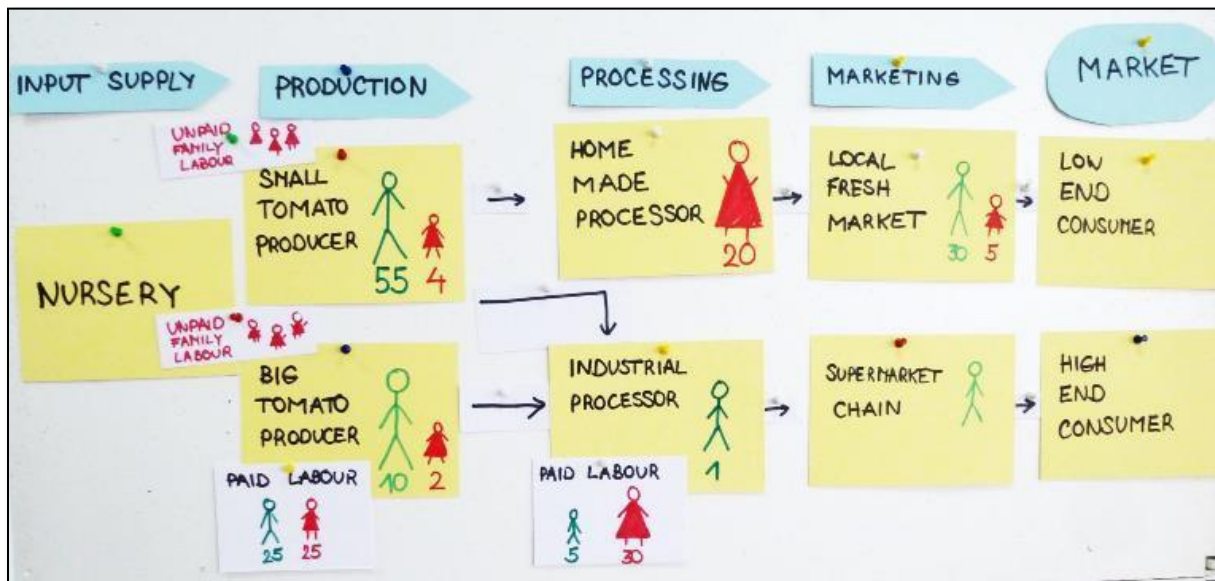 INPUT SUPPLY
PRODUCTION
PROCESSING
MARKETING
MARKET
UNPAID
FAMILY
LABOUR
SMALL
TOMATO
PRODUCER
55 4
HOME
MADE
PROCESSOR
20
LOCAL
FRESH
MARKET
30 5
LOW
END
CONSUMER
NURSERY
UNPAID
FAMILY
LABOUR
BIG
TOMATO
PRODUCER
10 2
INDUSTRIAL
PROCESSOR
1
SUPERMARKET
CHAIN
HIGH
END
CONSUMER
PAID LABOUR
25 25
PAID LABOUR
5 30